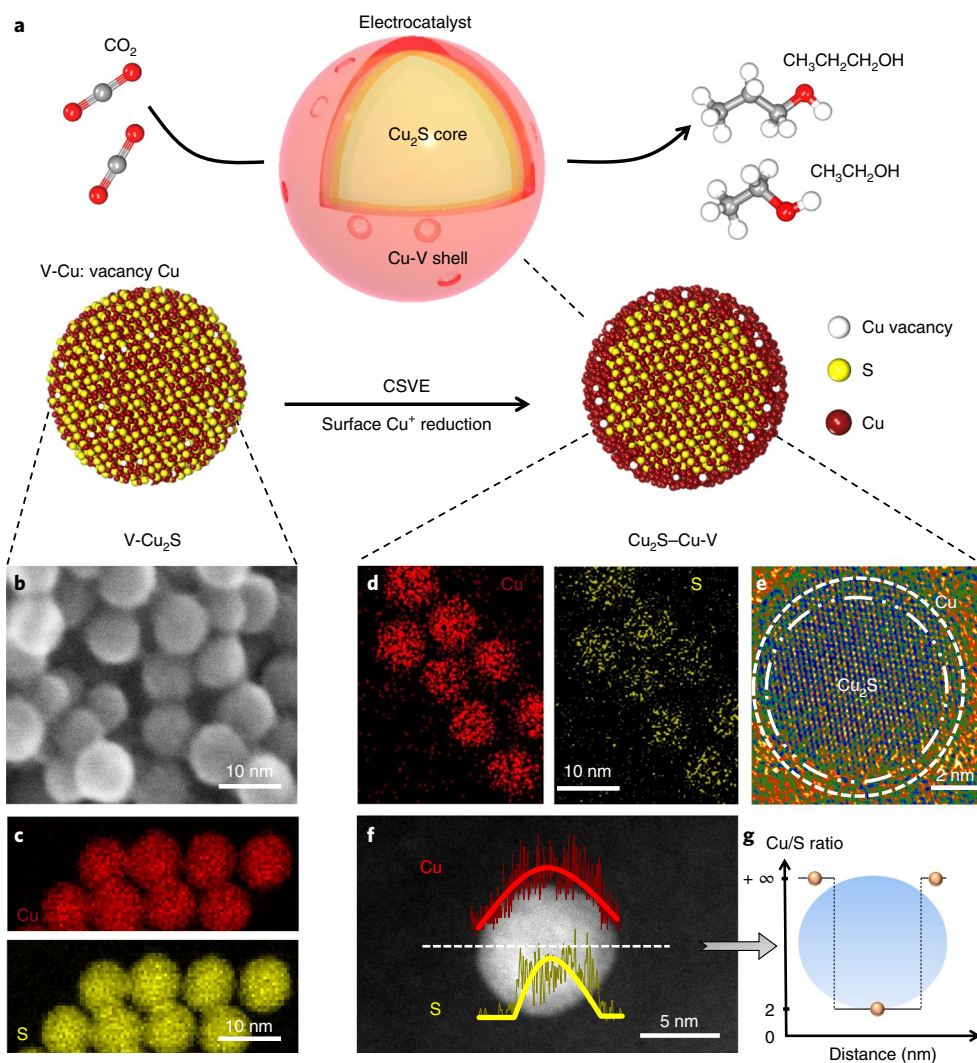 a
Electrocatalyst
CO₂
CH₃CH₂CH₂OH
Cu₂S core
CH₃CH₂OH
Cu-V shell
V-Cu: vacancy Cu
Cu vacancy
S
Cu
CSVE
Surface Cu⁺ reduction
V-Cu₂S
Cu₂S–Cu-V
b
10 nm
c
Cu
S
10 nm
d
Cu
S
10 nm
e
Cu
Cu₂S
2 nm
f
Cu
S
5 nm
g
Cu/S ratio
+ ∞
2
0
Distance (nm)